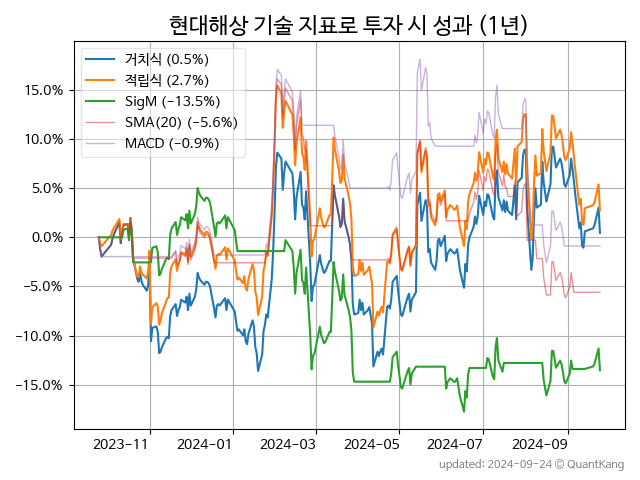 현대해상 기술 지표로 투자 시 성과 (1년)
거치식 (0.5%)
적립식 (2.7%)
SigM (−13.5%)
SMA(20) (−5.6%)
MACD (−0.9%)
15.0%
10.0%
5.0%
0.0%
−5.0%
−10.0%
−15.0%
2023-11 2024-01 2024-03 2024-05 2024-07 2024-09
updated: 2024-09-24 © QuantKang